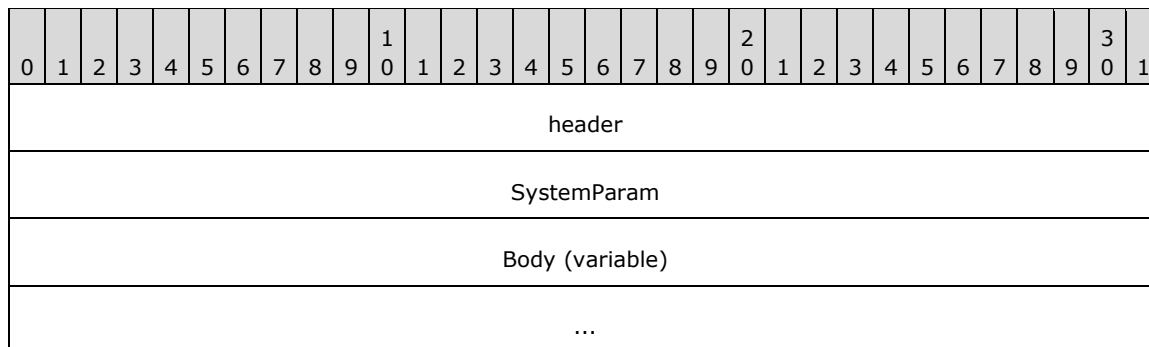 1 2 3
0 1 2 3 4 5 6 7 8 9 0 1 2 3 4 5 6 7 8 9 0 1 2 3 4 5 6 7 8 9 0 1
header
SystemParam
Body (variable)
...